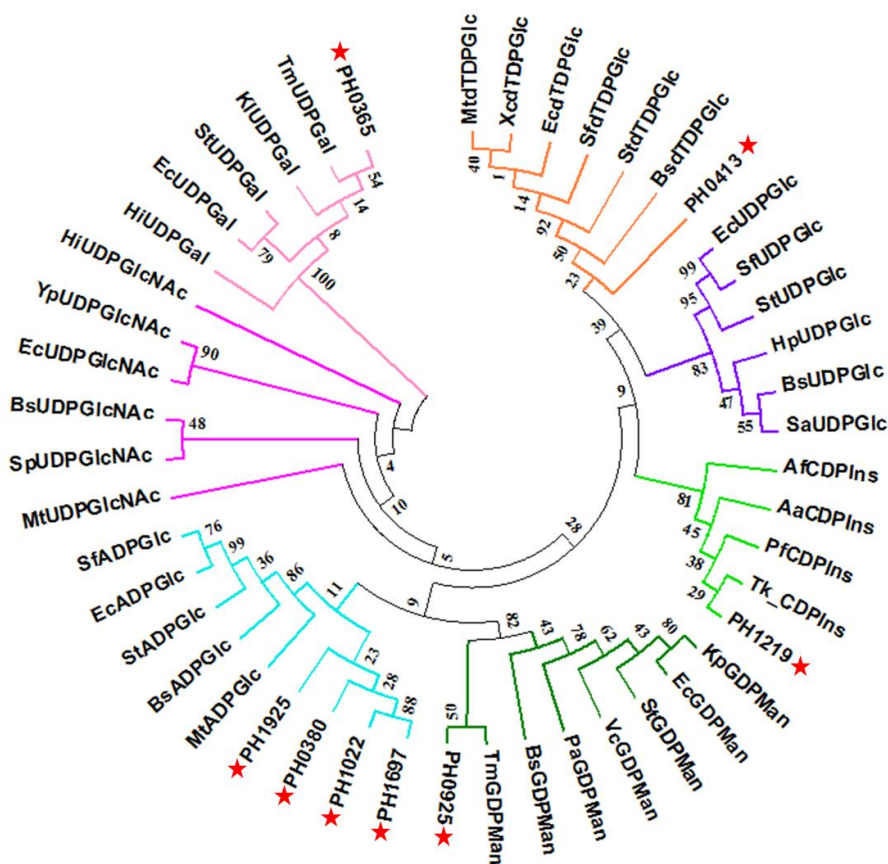 PH0365
TmUDPGal
KlUDPGal
StUDPGal
EcUDPGal
HiUDPGal
HiUDPGlcNAc
YpUDPGlcNAc
EcUDPGlcNAc
BsUDPGlcNAc
SpUDPGlcNAc
MtUDPGlcNAc
SfADPGlc
EcADPGlc
StADPGlc
BsADPGlc
MtADPGlc
PH1925
PH0380
PH1022
PH1697
PH0925
TmGDPMan
BsGDPMan
PaGDPMan
VcGDPMan
StGDPMan
EcGDPMan
KpGDPMan
PH1219
Tk_CDPIns
PfCDPIns
AaCDPIns
AfCDPIns
SaUDPGlc
BsUDPGlc
HpUDPGlc
StUDPGlc
SfUDPGlc
EcUDPGlc
PH0413
BsdTDPGlc
StdTDPGlc
SfdTDPGlc
EcdTDPGlc
XcdTDPGlc
MtdTDPGlc
54
14
8
79
100
90
48
4
10
5
28
9
76
99
36
86
11
23
28
88
50
82
43
78
62
43
80
29
38
45
81
55
47
83
95
99
9
39
23
50
92
14
1
40